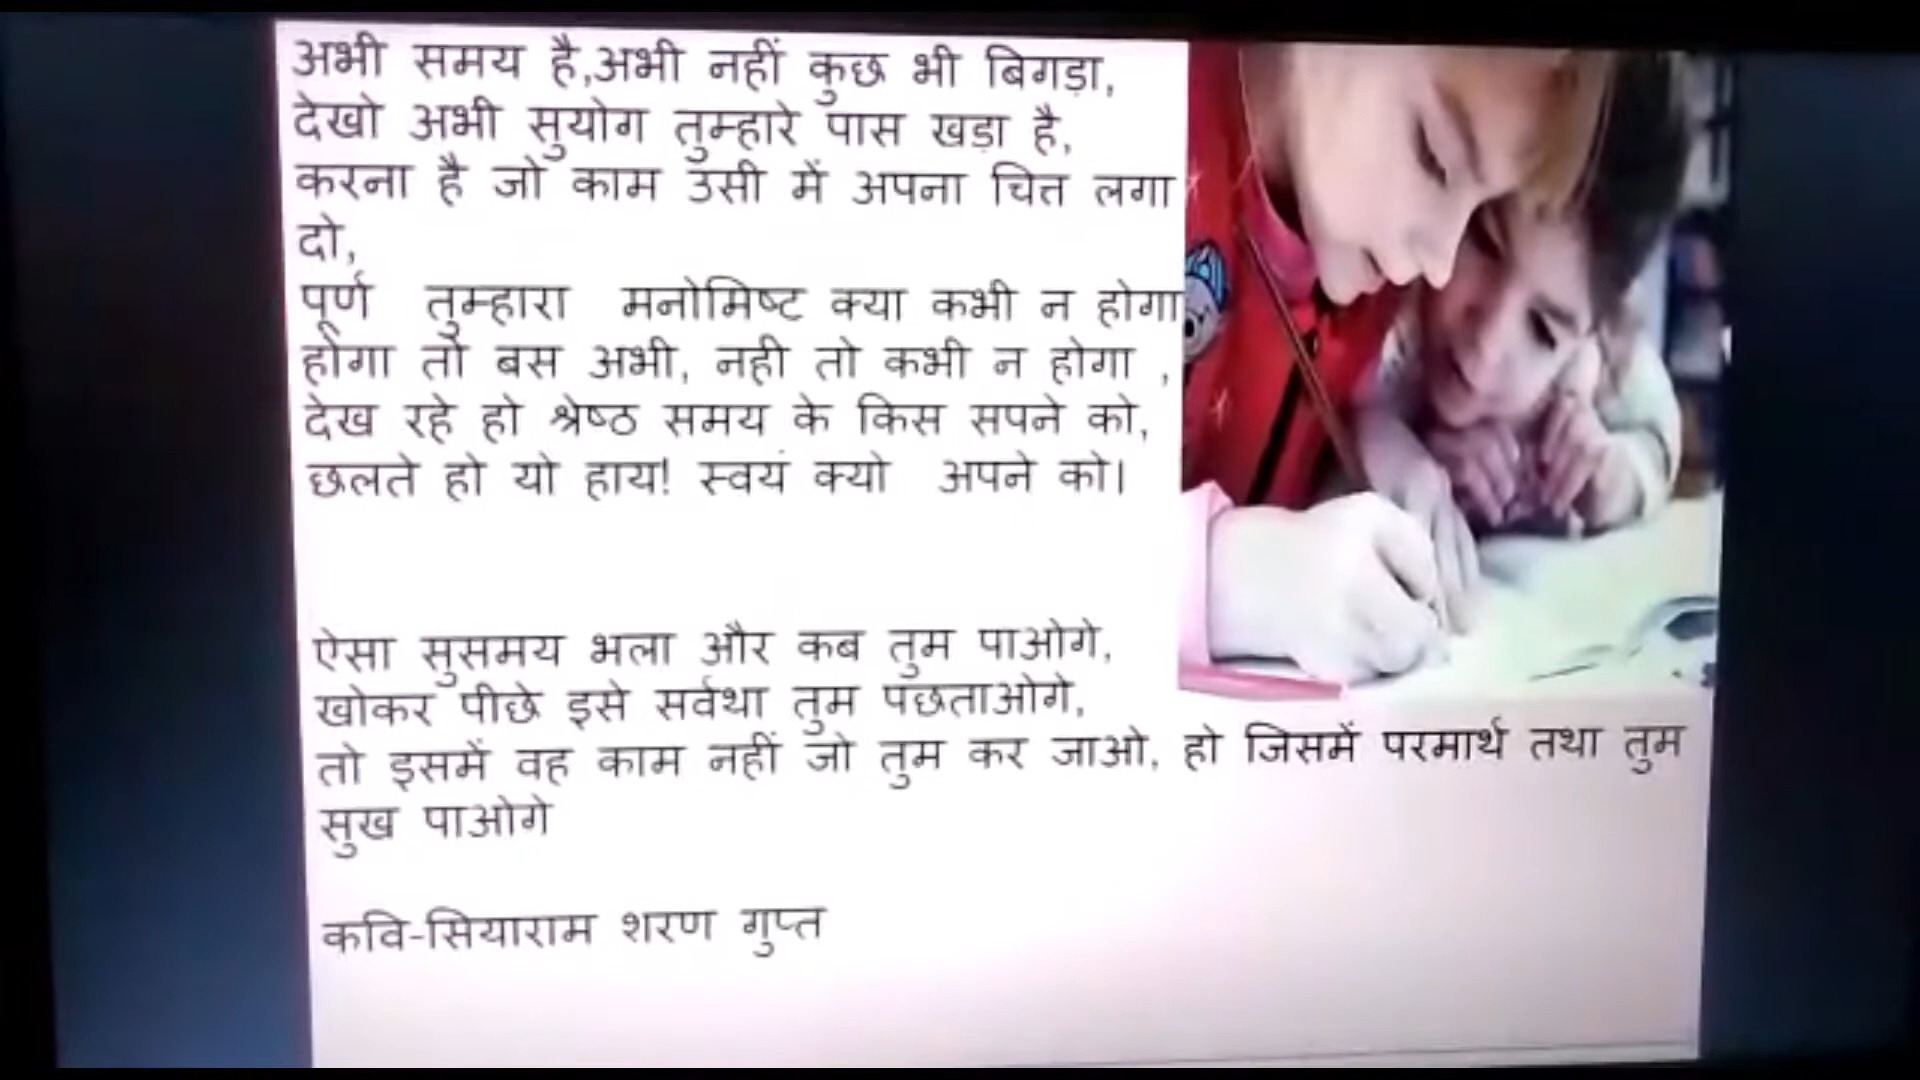 अभी समय है,अभी नहीं कुछ भी बिगड़ा,
देखो अभी सुयोग तुम्हारे पास खड़ा है,
करना है जो काम उसी में अपना चित्त लगा
दो,
पूर्ण तुम्हारा मनोमिष्ट क्या कभी न होगा
होगा तो बस अभी, नही तो कभी न होगा ,
देख रहे हो श्रेष्ठ समय के किस सपने को,
छलते हो यो हाय! स्वयं क्यो अपने को।
ऐसा सुसमय भला और कब तुम पाओगे,
खोकर पीछे इसे सर्वथा तुम पछताओगे,
तो इसमें वह काम नहीं जो तुम कर जाओ, हो जिसमें परमार्थ तथा तुम
सुख पाओगे
कवि-सियाराम शरण गुप्त